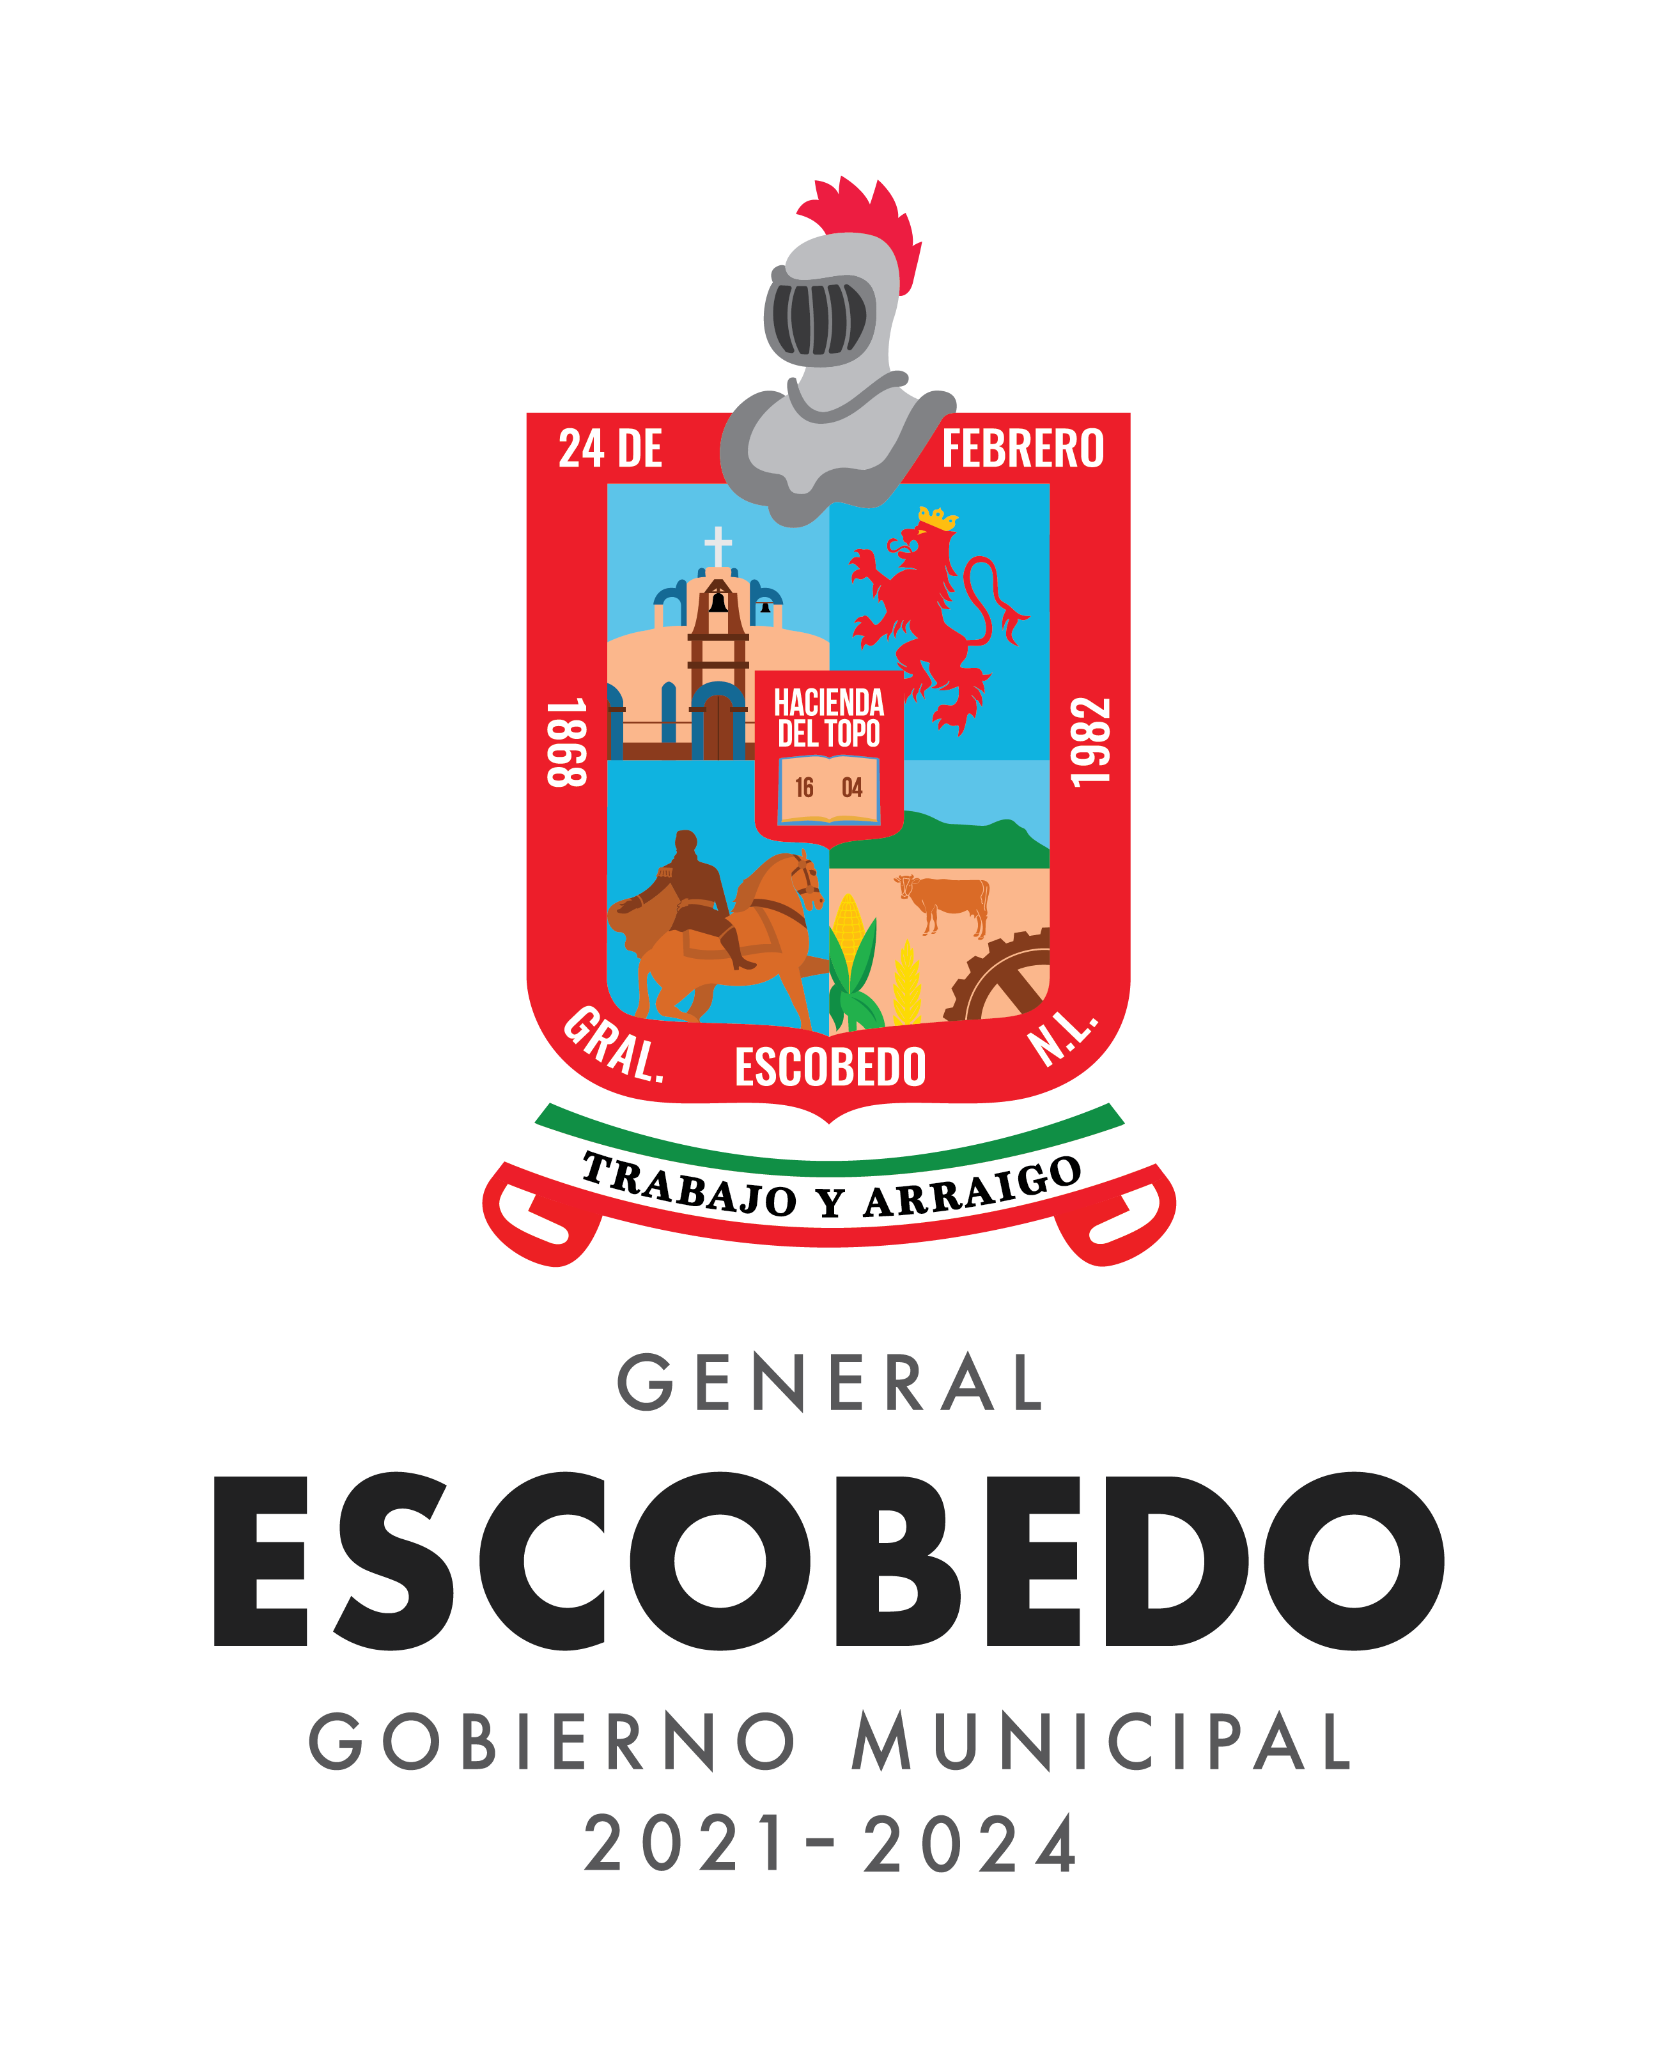 24 DE FEBRERO
1868
1982
HACIENDA
DEL TOPO
16 04
GRAL. ESCOBEDO N.L.
TRABAJO Y ARRAIGO
GENERAL
ESCOBEDO
GOBIERNO MUNICIPAL
2021-2024